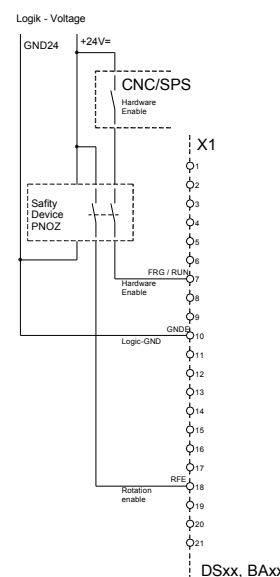 Logik - Voltage
GND24
+24V=
CNC/SPS
Hardware
Enable
X1
1
2
3
4
5
6
Safity
Device
PNOZ
FRG / RUN
7
Hardware
Enable
8
9
GNDE
10
Logic-GND
11
12
13
14
15
16
17
RFE
18
Rotation
enable
19
20
21
DSxx, BAxx